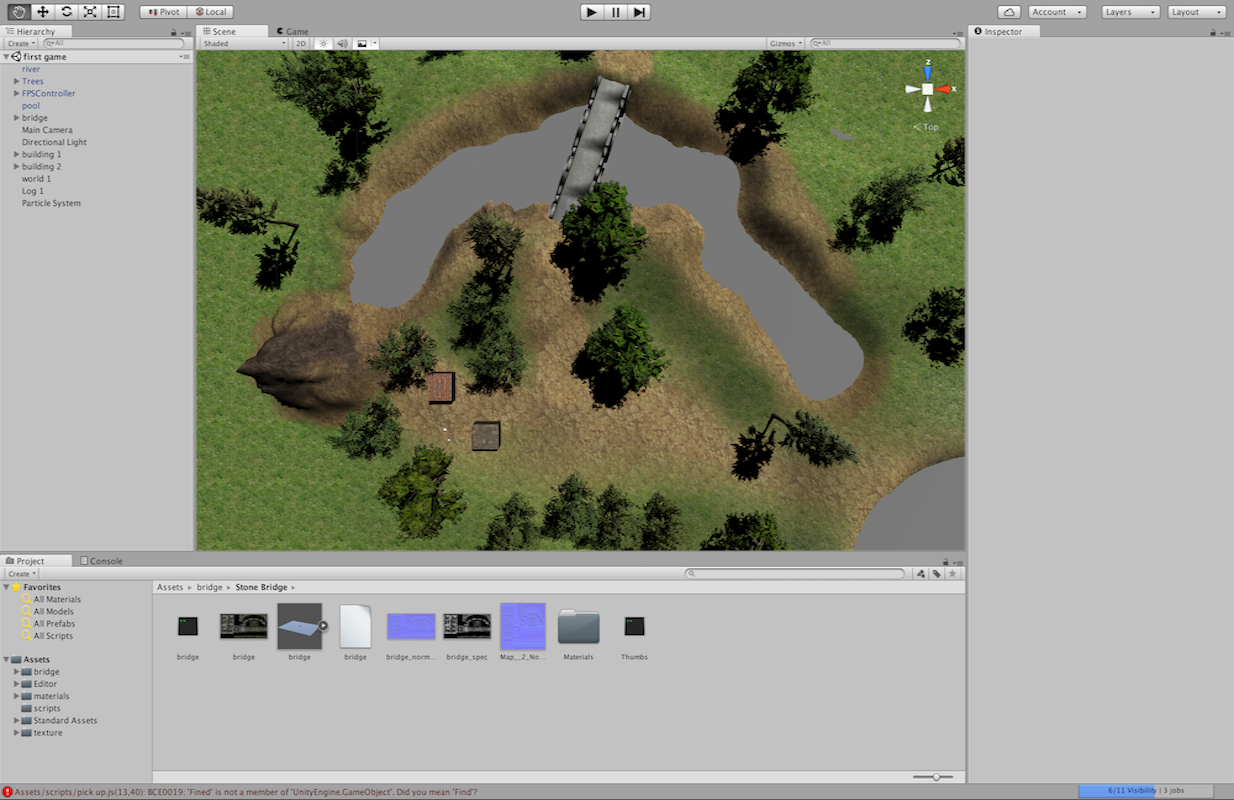 Pivot Local Account Layers Layout
Hierarchy
Create All
first game
river
Trees
FPSController
pool
bridge
Main Camera
Directional Light
building 1
building 2
world 1
Log 1
Particle System
Scene Game
Shaded 2D Gizmos All
z
x
Top
Inspector
Project Console
Create
Favorites
All Materials
All Models
All Prefabs
All Scripts
Assets
bridge
Editor
materials
scripts
Standard Assets
texture
Assets bridge Stone Bridge
bridge bridge bridge bridge bridge_norm... bridge_spec Map__2_No... Materials Thumbs
Assets/scripts/pick up.js(13,40): BCE0019: 'Fined' is not a member of 'UnityEngine.GameObject'. Did you mean 'Find'?
6/11 Visibility | 3 jobs